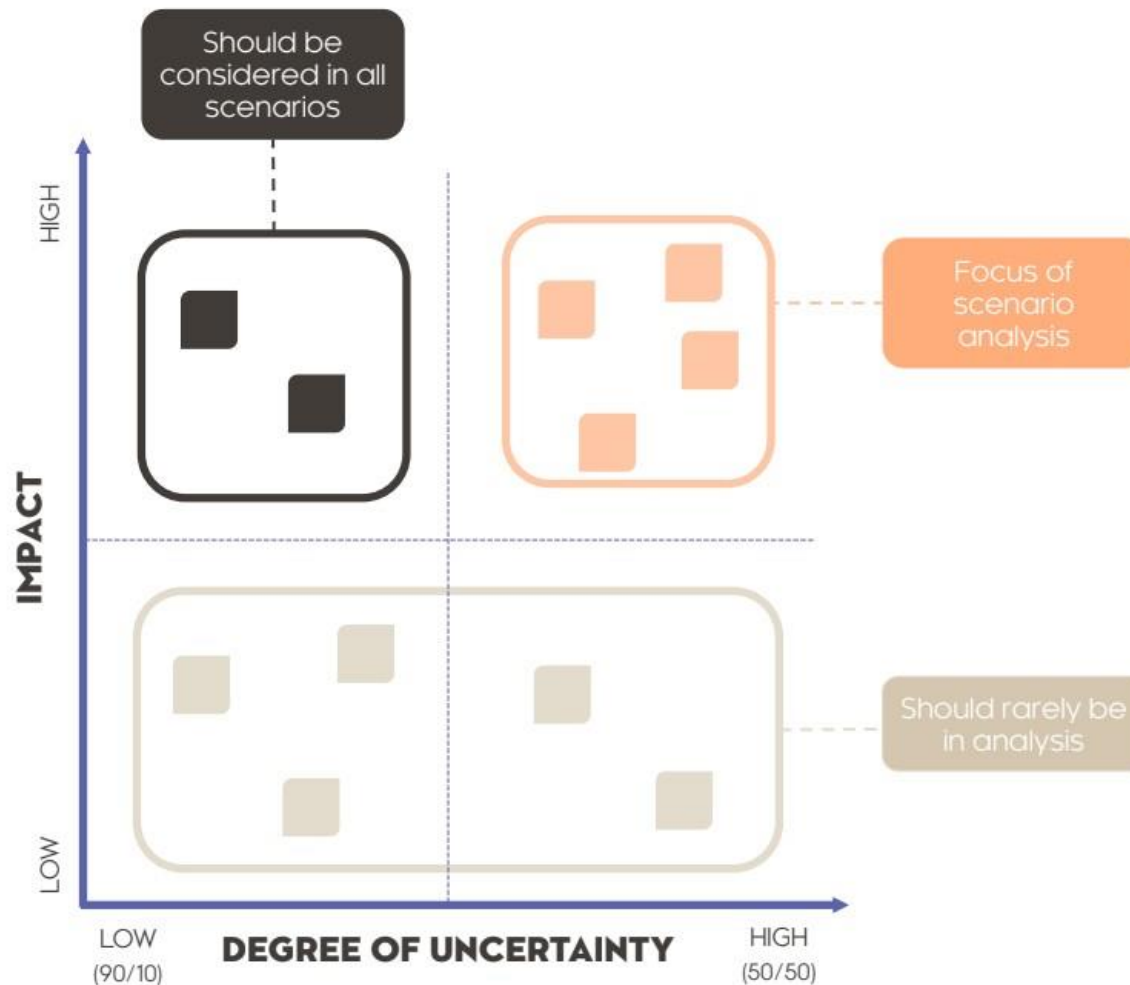 Should be
considered in all
scenarios
HIGH
Focus of
scenario
analysis
IMPACT
Should rarely be
in analysis
LOW
LOW
(90/10)
DEGREE OF UNCERTAINTY
HIGH
(50/50)